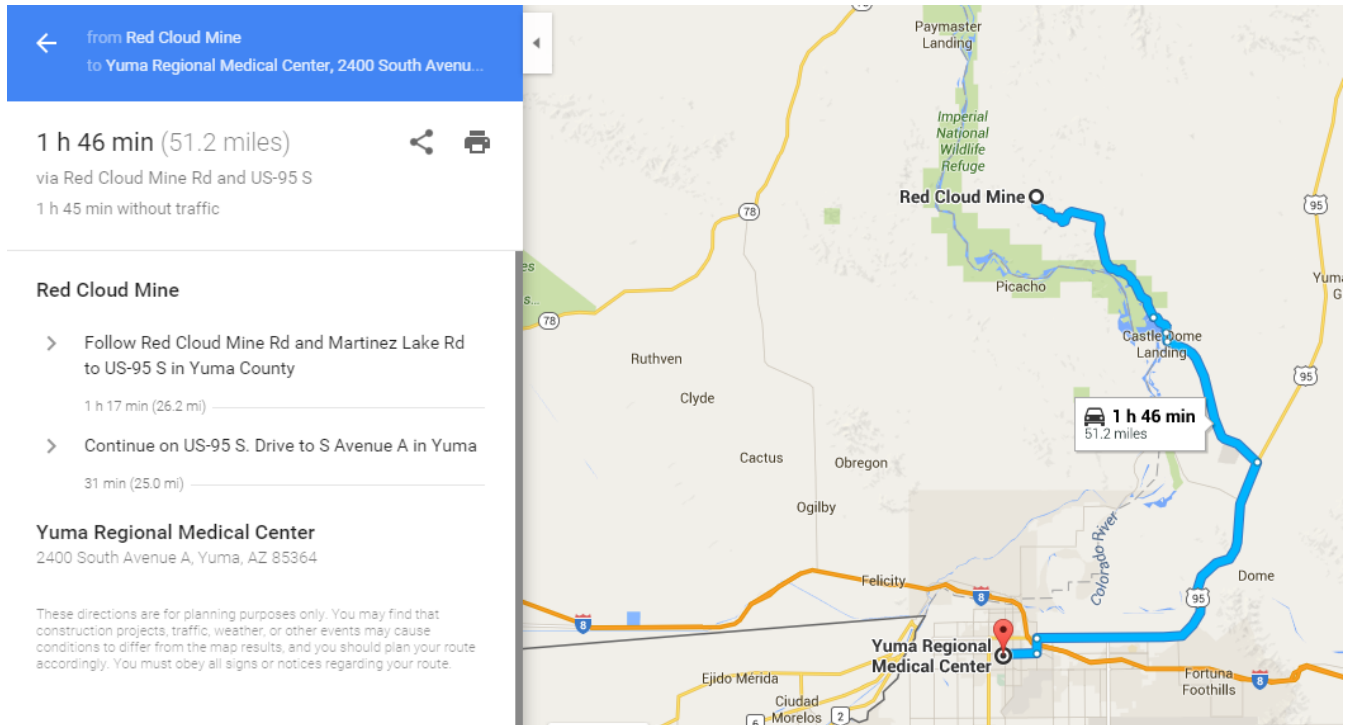 from Red Cloud Mine
to Yuma Regional Medical Center, 2400 South Avenu...
1 h 46 min (51.2 miles)
via Red Cloud Mine Rd and US-95 S
1 h 45 min without traffic
Red Cloud Mine
Follow Red Cloud Mine Rd and Martinez Lake Rd
to US-95 S in Yuma County
1 h 17 min (26.2 mi)
Continue on US-95 S. Drive to S Avenue A in Yuma
31 min (25.0 mi)
Yuma Regional Medical Center
2400 South Avenue A, Yuma, AZ 85364
These directions are for planning purposes only. You may find that
construction projects, traffic, weather, or other events may cause
conditions to differ from the map results, and you should plan your route
accordingly. You must obey all signs or notices regarding your route.
Paymaster
Landing
Imperial
National
Wildlife
Refuge
Red Cloud Mine
78
95
es
s...
Picacho
Yuma
G
78
Castle Dome
Landing
Ruthven
95
Clyde
1 h 46 min
51.2 miles
Cactus
Obregon
Ogilby
Colorado River
Felicity
Dome
8
95
8
Yuma Regional
Medical Center
Ejido Mérida
Fortuna
Foothills
8
Ciudad
Morelos
2